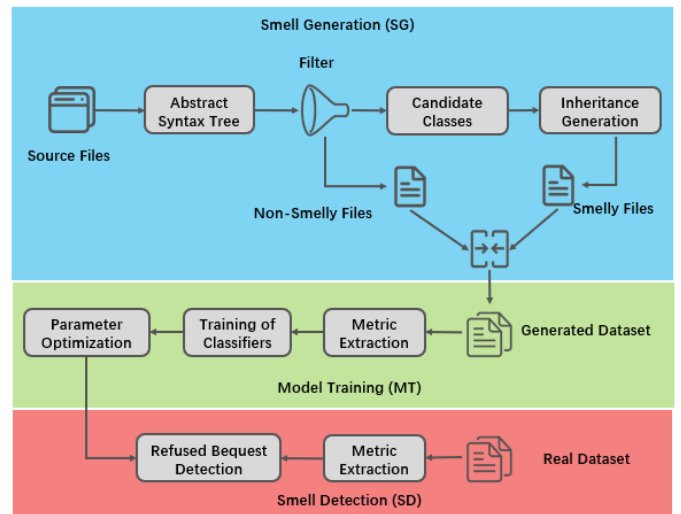 Smell Generation (SG)
Filter
Abstract
Syntax Tree
Candidate
Classes
Inheritance
Generation
Source Files
Non-Smelly Files
Smelly Files
Parameter
Optimization
Training of
Classifiers
Metric
Extraction
Generated Dataset
Model Training (MT)
Refused Bequest
Detection
Metric
Extraction
Real Dataset
Smell Detection (SD)